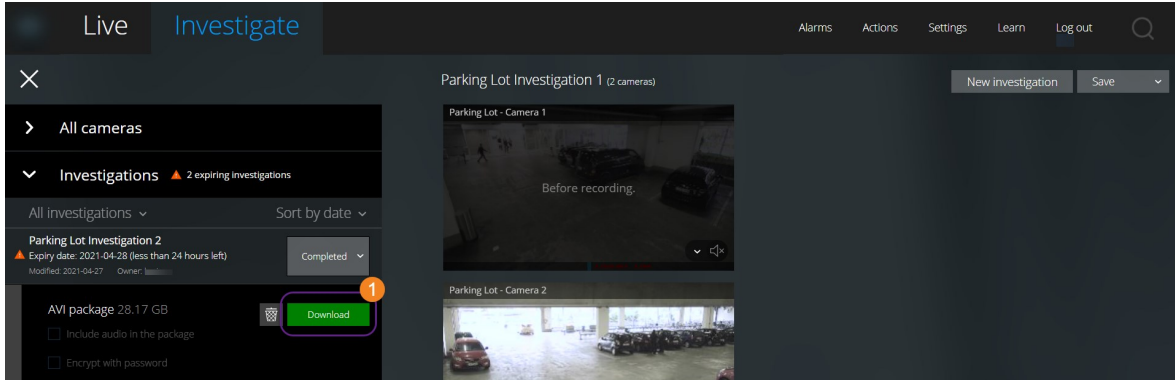 Live
Investigate
Alarms
Actions
Settings
Learn
Log out
Parking Lot Investigation 1 (2 cameras)
New investigation
Save
All cameras
Investigations
2 expiring investigations
All investigations
Sort by date
Parking Lot Investigation 2
Expiry date: 2021-04-28 (less than 24 hours left)
Modified: 2021-04-27 Owner:
Completed
AVI package 28.17 GB
1
Download
Include audio in the package
Encrypt with password
Parking Lot - Camera 1
Before recording.
Parking Lot - Camera 2